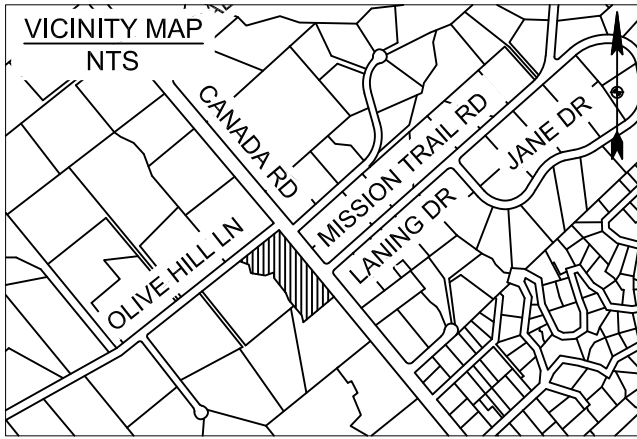 VICINITY MAP
NTS
CANADA RD
MISSION TRAIL RD
JANE DR
LANING DR
OLIVE HILL LN